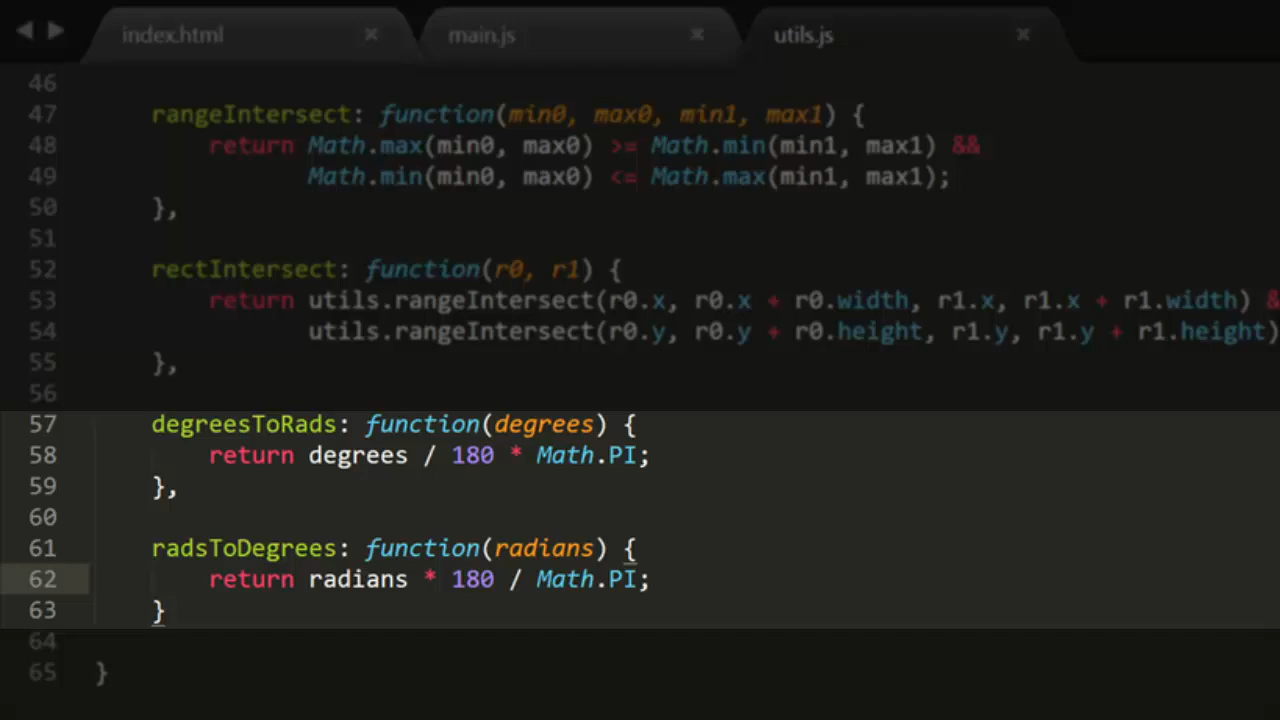 index.html × main.js × utils.js ×
46
47 rangeIntersect: function(min0, max0, min1, max1) {
48 return Math.max(min0, max0) >= Math.min(min1, max1) &&
49 Math.min(min0, max0) <= Math.max(min1, max1);
50 },
51
52 rectIntersect: function(r0, r1) {
53 return utils.rangeIntersect(r0.x, r0.x + r0.width, r1.x, r1.x + r1.width) &
54 utils.rangeIntersect(r0.y, r0.y + r0.height, r1.y, r1.y + r1.height)
55 },
56
57 degreesToRads: function(degrees) {
58 return degrees / 180 * Math.PI;
59 },
60
61 radsToDegrees: function(radians) {
62 return radians * 180 / Math.PI;
63 }
64
65 }